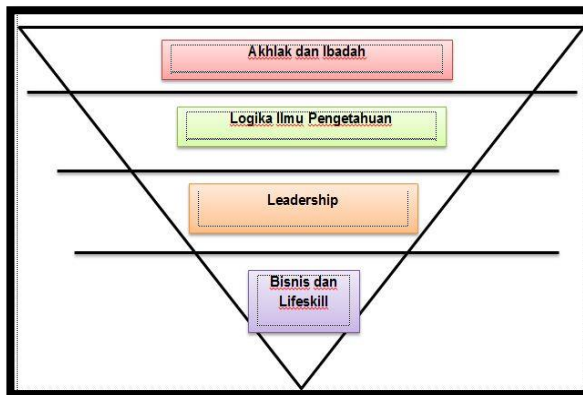 Akhlak dan Ibadah
Logika Ilmu Pengetahuan
Leadership
Bisnis dan
Lifeskill